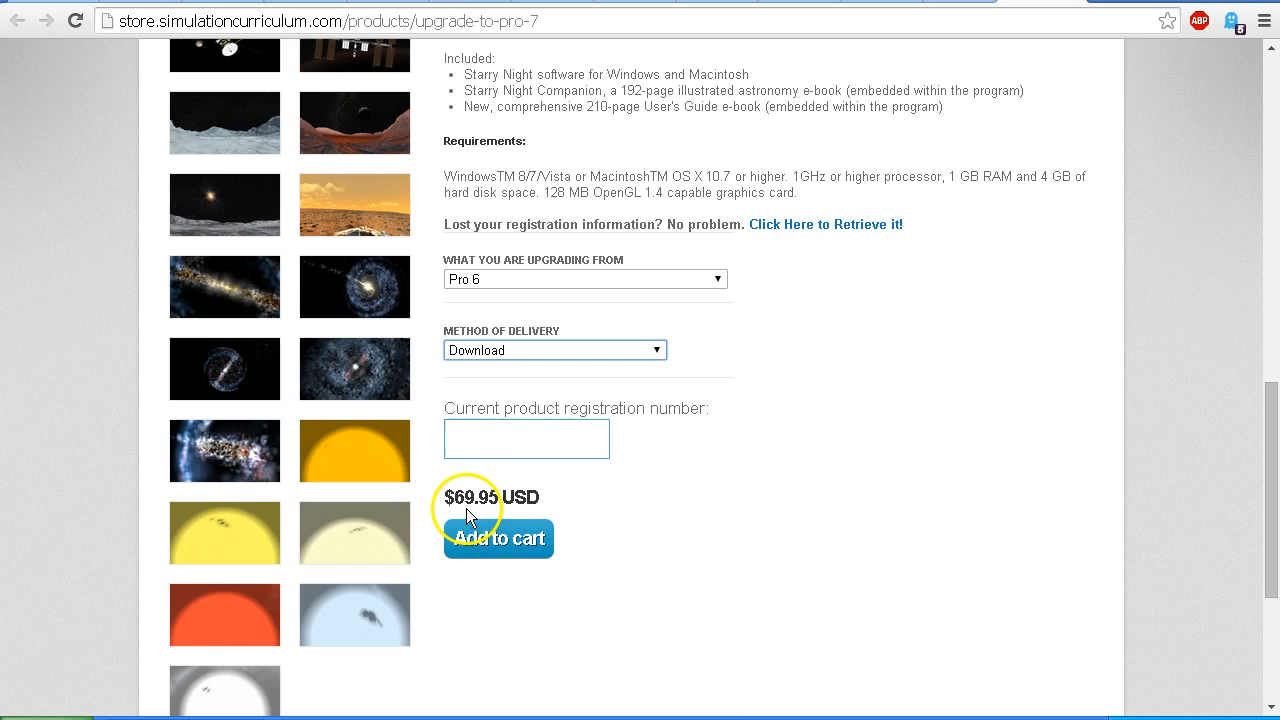 store.simulationcurriculum.com/products/upgrade-to-pro-7
ABP
5
Included:
Starry Night software for Windows and Macintosh
Starry Night Companion, a 192-page illustrated astronomy e-book (embedded within the program)
New, comprehensive 210-page User's Guide e-book (embedded within the program)
Requirements:
WindowsTM 8/7/Vista or MacintoshTM OS X 10.7 or higher. 1GHz or higher processor, 1 GB RAM and 4 GB of
hard disk space. 128 MB OpenGL 1.4 capable graphics card.
Lost your registration information? No problem. Click Here to Retrieve it!
WHAT YOU ARE UPGRADING FROM
Pro 6
METHOD OF DELIVERY
Download
Current product registration number:
$69.95 USD
Add to cart